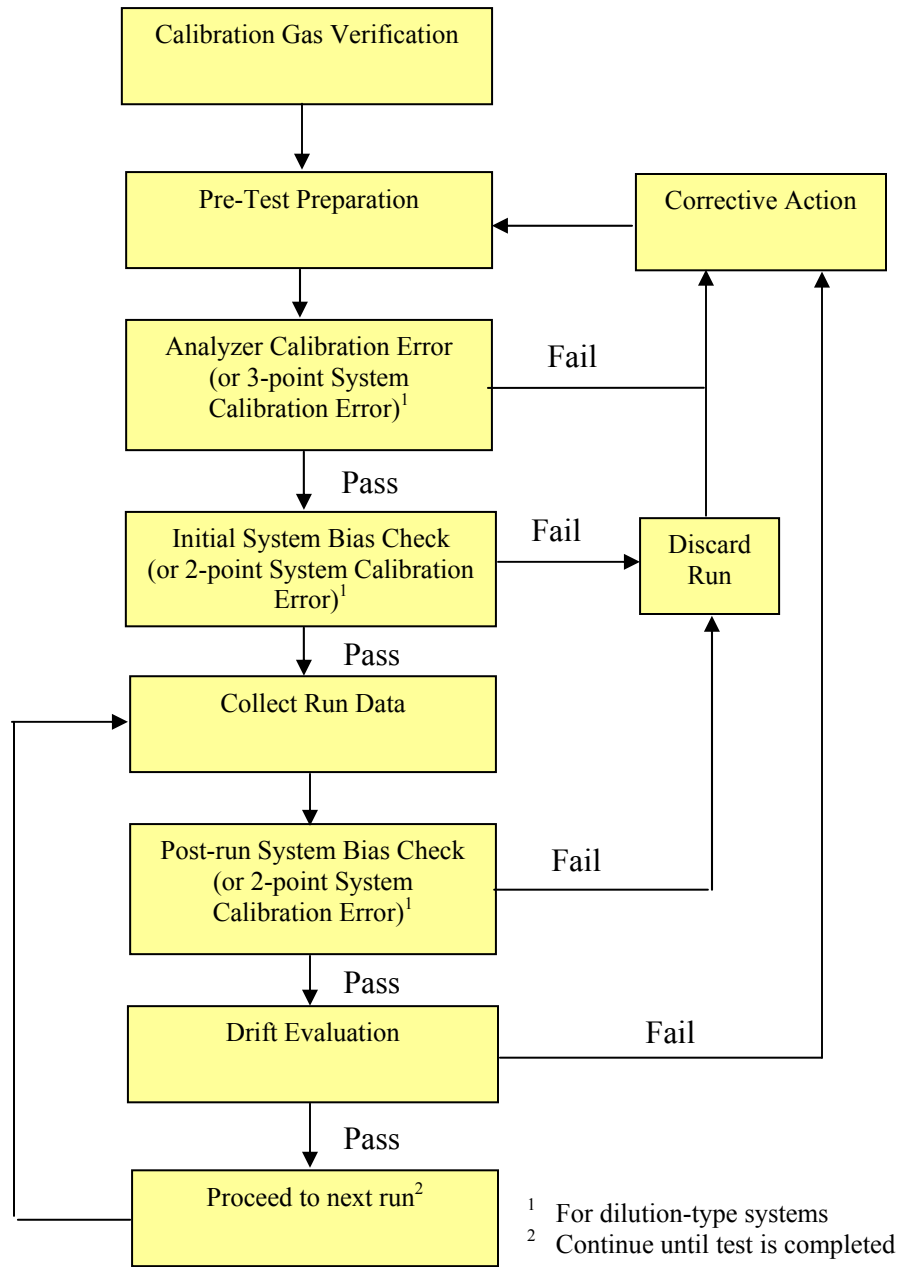 Calibration Gas Verification
Pre-Test Preparation
Corrective Action
Analyzer Calibration Error
(or 3-point System
Calibration Error)1
Fail
Pass
Initial System Bias Check
(or 2-point System Calibration
Error)1
Fail
Discard
Run
Pass
Collect Run Data
Post-run System Bias Check
(or 2-point System
Calibration Error)1
Fail
Pass
Drift Evaluation
Fail
Pass
Proceed to next run2
1 For dilution-type systems
2 Continue until test is completed